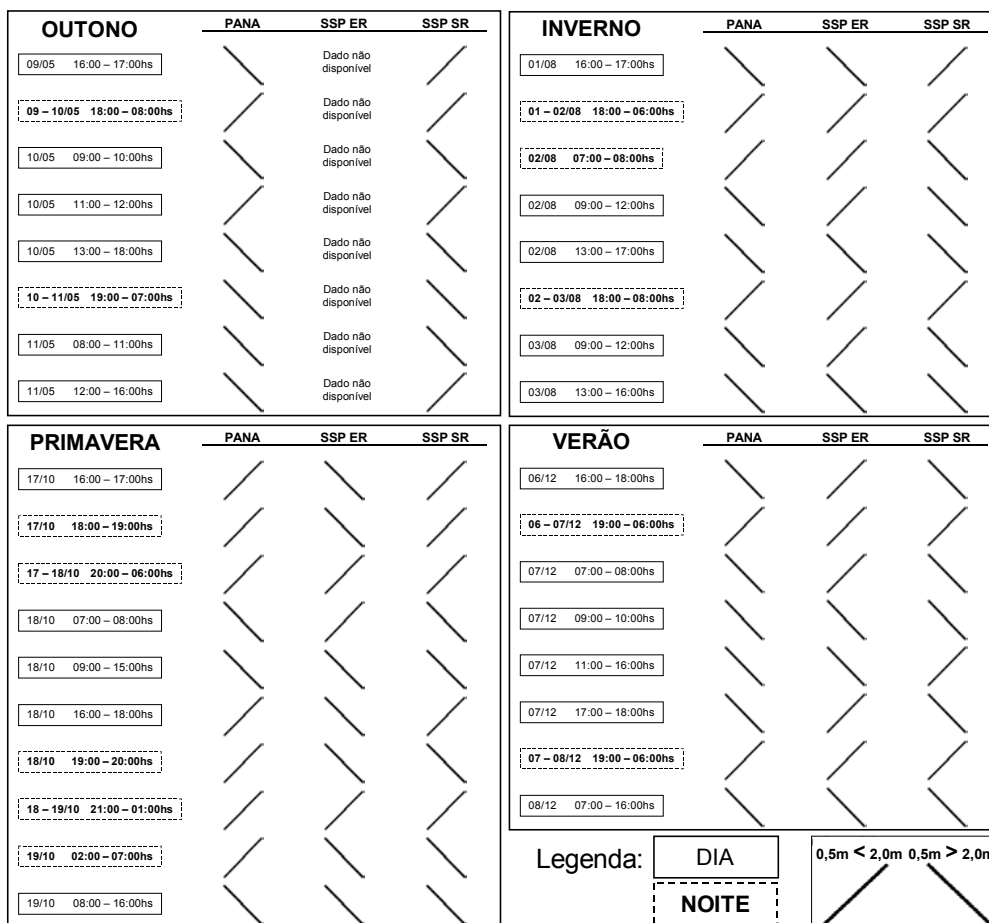 OUTONO PANA SSP ER SSP SR
09/05 16:00 – 17:00hs Dado não
disponível
09 – 10/05 18:00 – 08:00hs Dado não
disponível
10/05 09:00 – 10:00hs Dado não
disponível
10/05 11:00 – 12:00hs Dado não
disponível
10/05 13:00 – 18:00hs Dado não
disponível
10 – 11/05 19:00 – 07:00hs Dado não
disponível
11/05 08:00 – 11:00hs Dado não
disponível
11/05 12:00 – 16:00hs Dado não
disponível
INVERNO PANA SSP ER SSP SR
01/08 16:00 – 17:00hs
01 – 02/08 18:00 – 06:00hs
02/08 07:00 – 08:00hs
02/08 09:00 – 12:00hs
02/08 13:00 – 17:00hs
02 – 03/08 18:00 – 08:00hs
03/08 09:00 – 12:00hs
03/08 13:00 – 16:00hs
PRIMAVERA PANA SSP ER SSP SR
17/10 16:00 – 17:00hs
17/10 18:00 – 19:00hs
17 – 18/10 20:00 – 06:00hs
18/10 07:00 – 08:00hs
18/10 09:00 – 15:00hs
18/10 16:00 – 18:00hs
18/10 19:00 – 20:00hs
18 – 19/10 21:00 – 01:00hs
19/10 02:00 – 07:00hs
19/10 08:00 – 16:00hs
VERÃO PANA SSP ER SSP SR
06/12 16:00 – 18:00hs
06 – 07/12 19:00 – 06:00hs
07/12 07:00 – 08:00hs
07/12 09:00 – 10:00hs
07/12 11:00 – 16:00hs
07/12 17:00 – 18:00hs
07 – 08/12 19:00 – 06:00hs
08/12 07:00 – 16:00hs
Legenda: DIA
NOITE
0,5m < 2,0m 0,5m > 2,0m